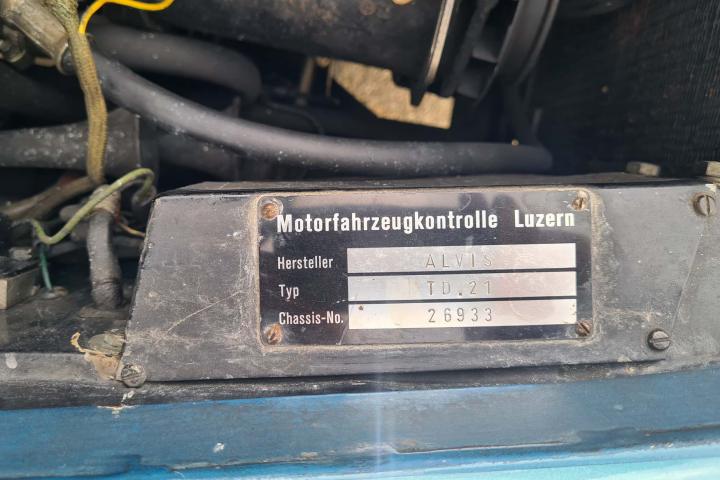 Motorfahrzeugkontrolle Luzern
Hersteller ALVIS
Typ TD.21
Chassis-No. 26933